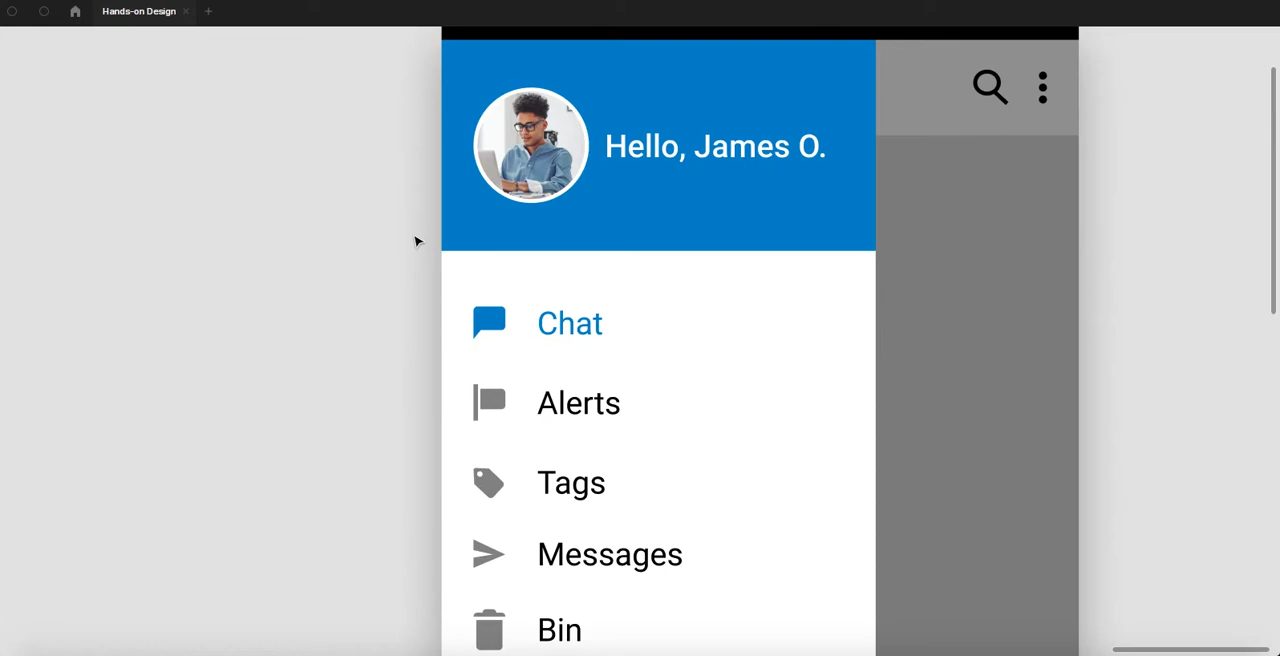 Hands-on Design
Hello, James O.
Chat
Alerts
Tags
Messages
Bin